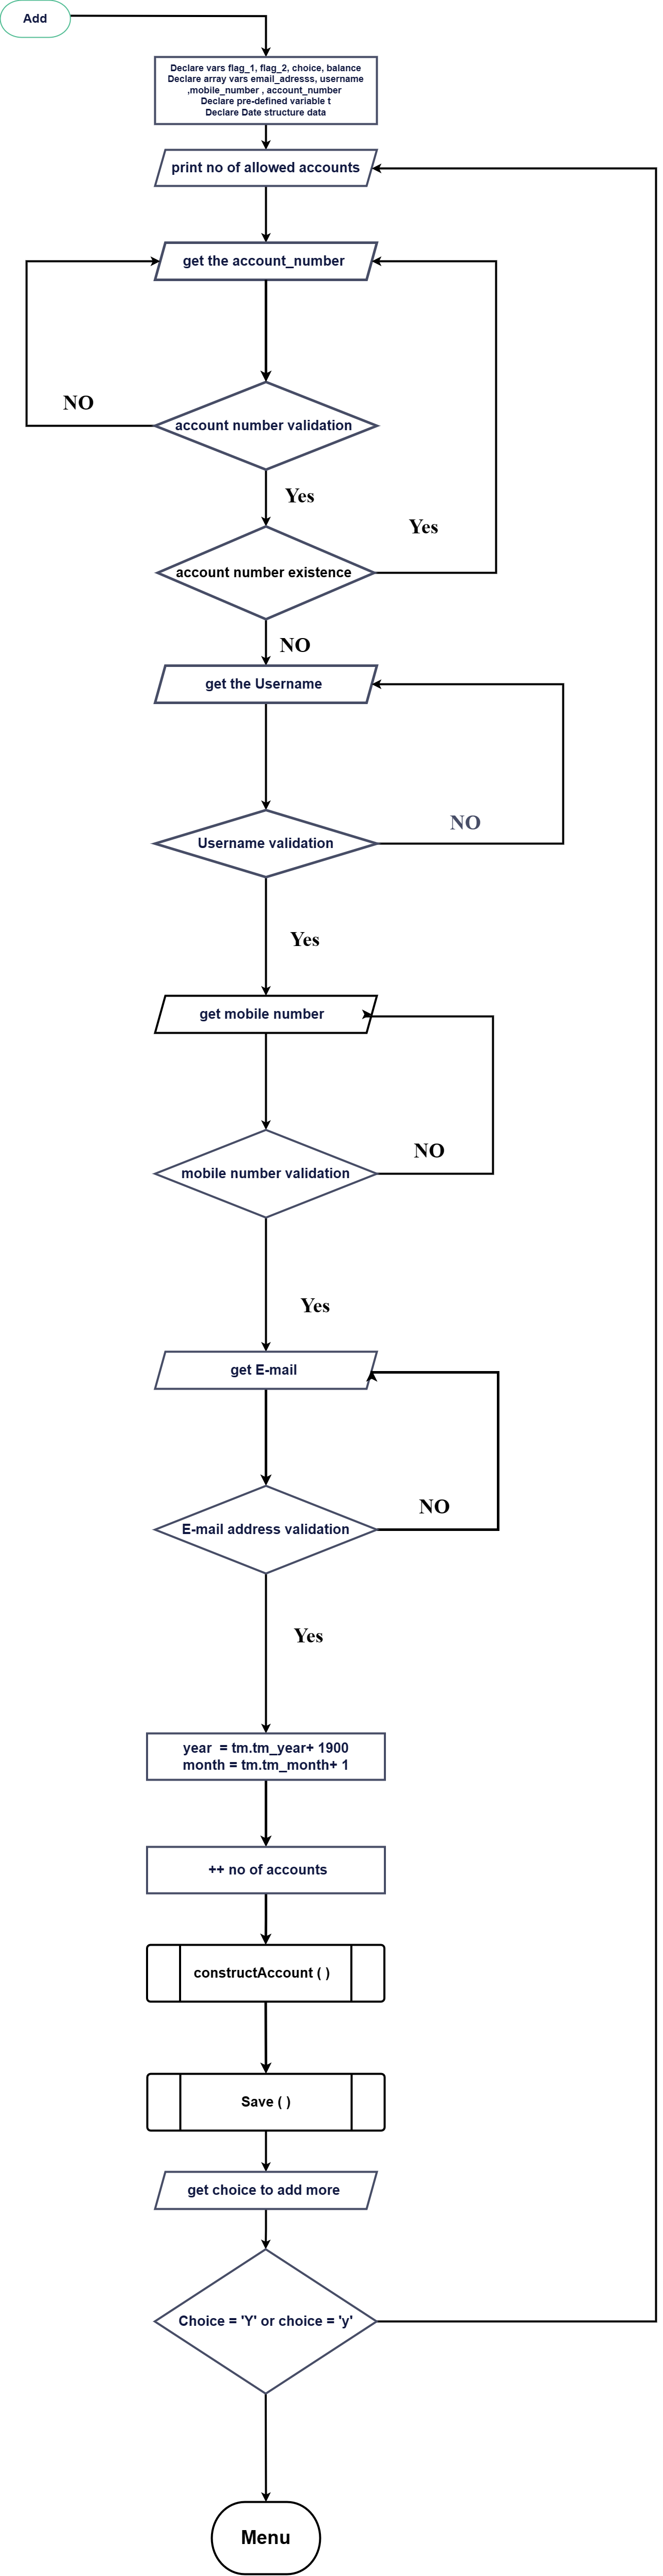 Add
Declare vars flag_1, flag_2, choice, balance
Declare array vars email_adresss, username
,mobile_number , account_number
Declare pre-defined variable t
Declare Date structure data
print no of allowed accounts
get the account_number
NO
account number validation
Yes
Yes
account number existence
NO
get the Username
NO
Username validation
Yes
get mobile number
NO
mobile number validation
Yes
get E-mail
NO
E-mail address validation
Yes
year  = tm.tm_year+ 1900
month = tm.tm_month+ 1
++ no of accounts
constructAccount ( )
Save ( )
get choice to add more
Choice = 'Y' or choice = 'y'
Menu